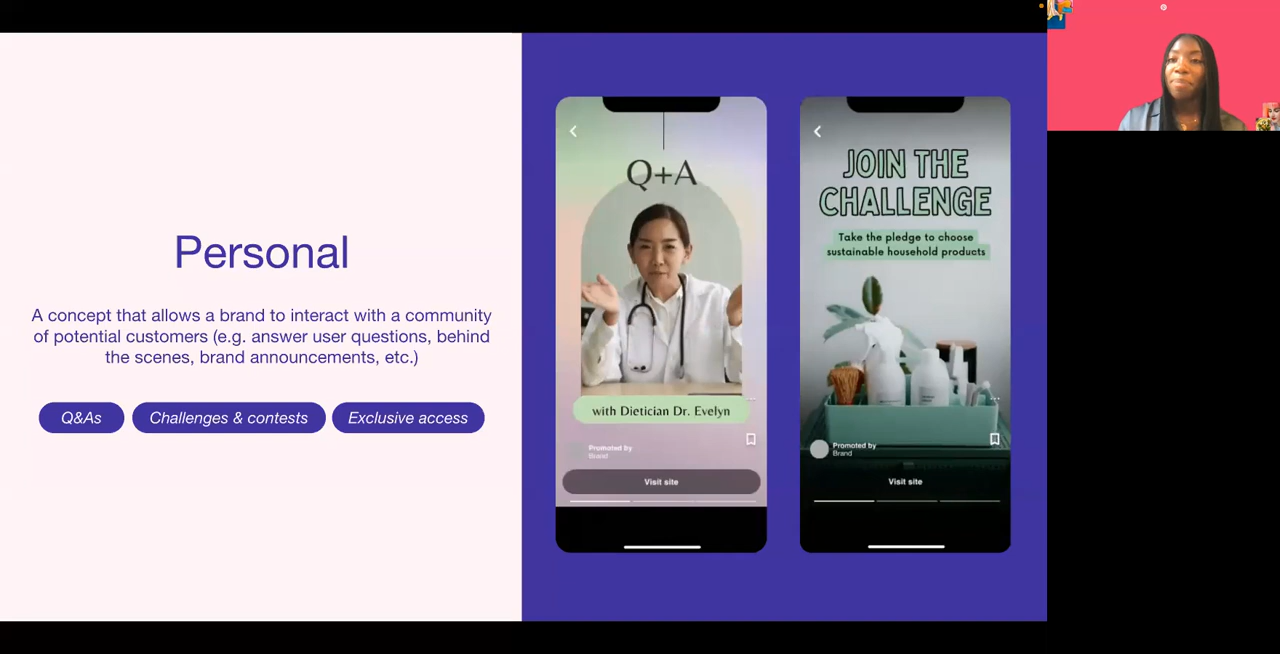 Personal
A concept that allows a brand to interact with a community
of potential customers (e.g. answer user questions, behind
the scenes, brand announcements, etc.)
Q&As
Challenges & contests
Exclusive access
Q+A
with Dietician Dr. Evelyn
Promoted by
Brand
Visit site
JOIN THE
CHALLENGE
Take the pledge to choose
sustainable household products
Promoted by
Brand
Visit site